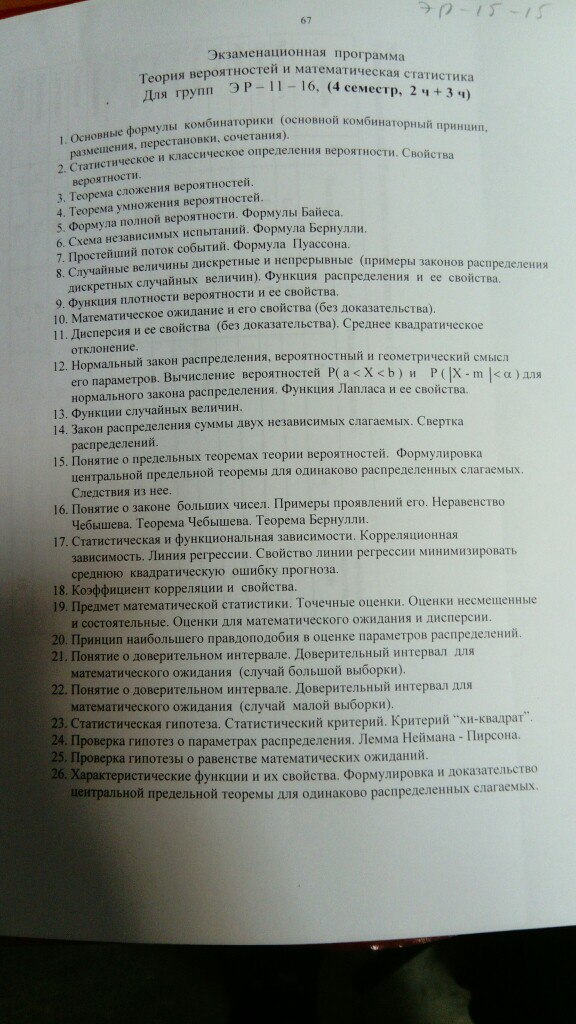 ЭР-15-15
67
Экзаменационная программа
Теория вероятностей и математическая статистика
Для групп ЭР – 11 – 16, (4 семестр, 2 ч + 3 ч)
1. Основные формулы комбинаторики (основной комбинаторный принцип,
размещения, перестановки, сочетания).
2. Статистическое и классическое определения вероятности. Свойства
вероятности.
3. Теорема сложения вероятностей.
4. Теорема умножения вероятностей.
5. Формула полной вероятности. Формулы Байеса.
6. Схема независимых испытаний. Формула Бернулли.
7. Простейший поток событий. Формула Пуассона.
8. Случайные величины дискретные и непрерывные (примеры законов распределения
дискретных случайных величин). Функция распределения и ее свойства.
9. Функция плотности вероятности и ее свойства.
10. Математическое ожидание и его свойства (без доказательства).
11. Дисперсия и ее свойства (без доказательства). Среднее квадратическое
отклонение.
12. Нормальный закон распределения, вероятностный и геометрический смысл
его параметров. Вычисление вероятностей P( a < X < b ) и P ( |X - m |< α ) для
нормального закона распределения. Функция Лапласа и ее свойства.
13. Функции случайных величин.
14. Закон распределения суммы двух независимых слагаемых. Свертка
распределений.
15. Понятие о предельных теоремах теории вероятностей. Формулировка
центральной предельной теоремы для одинаково распределенных слагаемых.
Следствия из нее.
16. Понятие о законе больших чисел. Примеры проявлений его. Неравенство
Чебышева. Теорема Чебышева. Теорема Бернулли.
17. Статистическая и функциональная зависимости. Корреляционная
зависимость. Линия регрессии. Свойство линии регрессии минимизировать
среднюю квадратическую ошибку прогноза.
18. Коэффициент корреляции и свойства.
19. Предмет математической статистики. Точечные оценки. Оценки несмещенные
и состоятельные. Оценки для математического ожидания и дисперсии.
20. Принцип наибольшего правдоподобия в оценке параметров распределений.
21. Понятие о доверительном интервале. Доверительный интервал для
математического ожидания (случай большой выборки).
22. Понятие о доверительном интервале. Доверительный интервал для
математического ожидания (случай малой выборки).
23. Статистическая гипотеза. Статистический критерий. Критерий “хи-квадрат”.
24. Проверка гипотез о параметрах распределения. Лемма Неймана - Пирсона.
25. Проверка гипотезы о равенстве математических ожиданий.
26. Характеристические функции и их свойства. Формулировка и доказательство
центральной предельной теоремы для одинаково распределенных слагаемых.